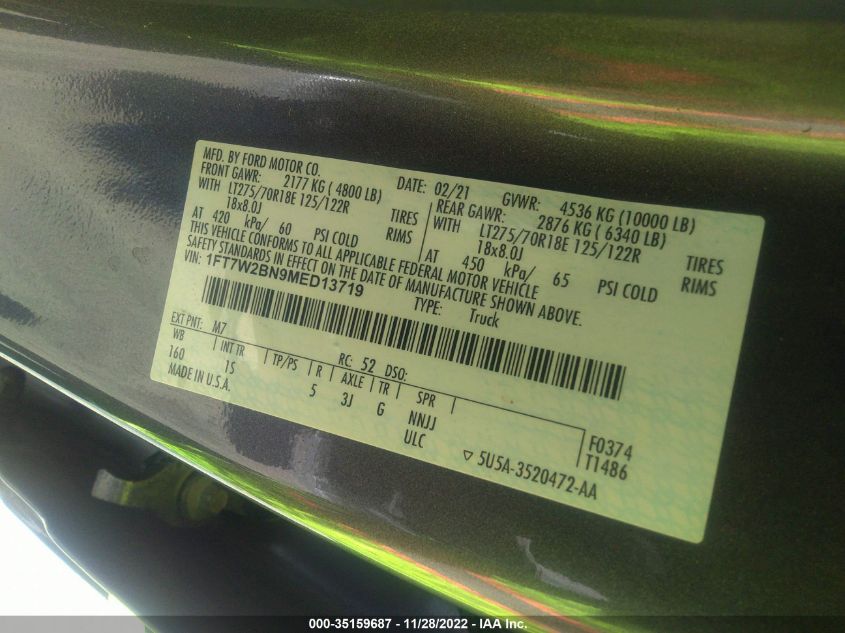 MFD. BY FORD MOTOR CO. DATE: 02/21 GVWR: 4536 KG (10000 LB)
FRONT GAWR: 2177 KG ( 4800 LB) REAR GAWR: 2876 KG ( 6340 LB)
WITH LT275/70R18E 125/122R TIRES WITH LT275/70R18E 125/122R TIRES
18x8.0J RIMS 18x8.0J RIMS
AT 420 kPa/ 60 PSI COLD AT 450 kPa/ 65 PSI COLD
THIS VEHICLE CONFORMS TO ALL APPLICABLE FEDERAL MOTOR VEHICLE
SAFETY STANDARDS IN EFFECT ON THE DATE OF MANUFACTURE SHOWN ABOVE.
VIN: 1FT7W2BN9MED13719 TYPE: Truck
EXT PNT: M7 RC: 52 DSO:
WB INT TR TP/PS R AXLE TR SPR
160 1S 5 3J G NNJJ F0374
MADE IN U.S.A. ULC T1486
▽ 5U5A-3520472-AA
000-35159687 - 11/28/2022 - IAA Inc.